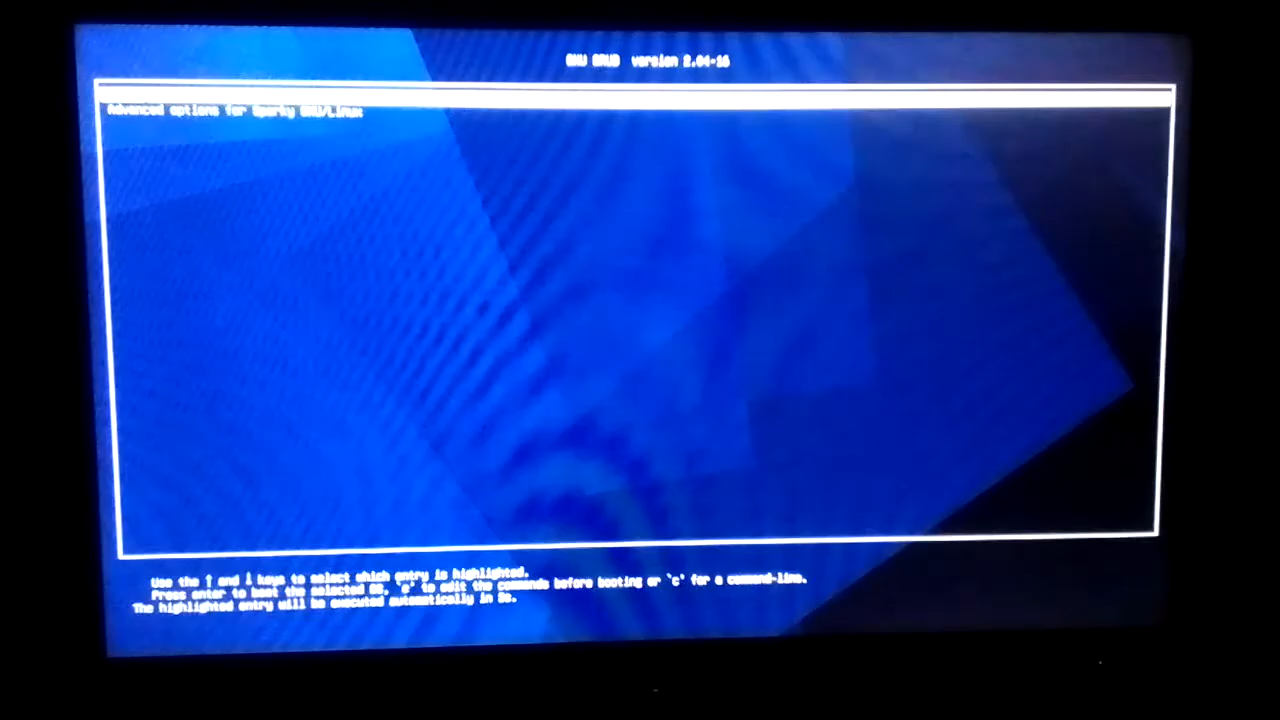 GNU GRUB version 2.04-16
Advanced options for Sparky GNU/Linux
Use the ↑ and ↓ keys to select which entry is highlighted.
Press enter to boot the selected OS, `e' to edit the commands before booting or `c' for a command-line.
The highlighted entry will be executed automatically in